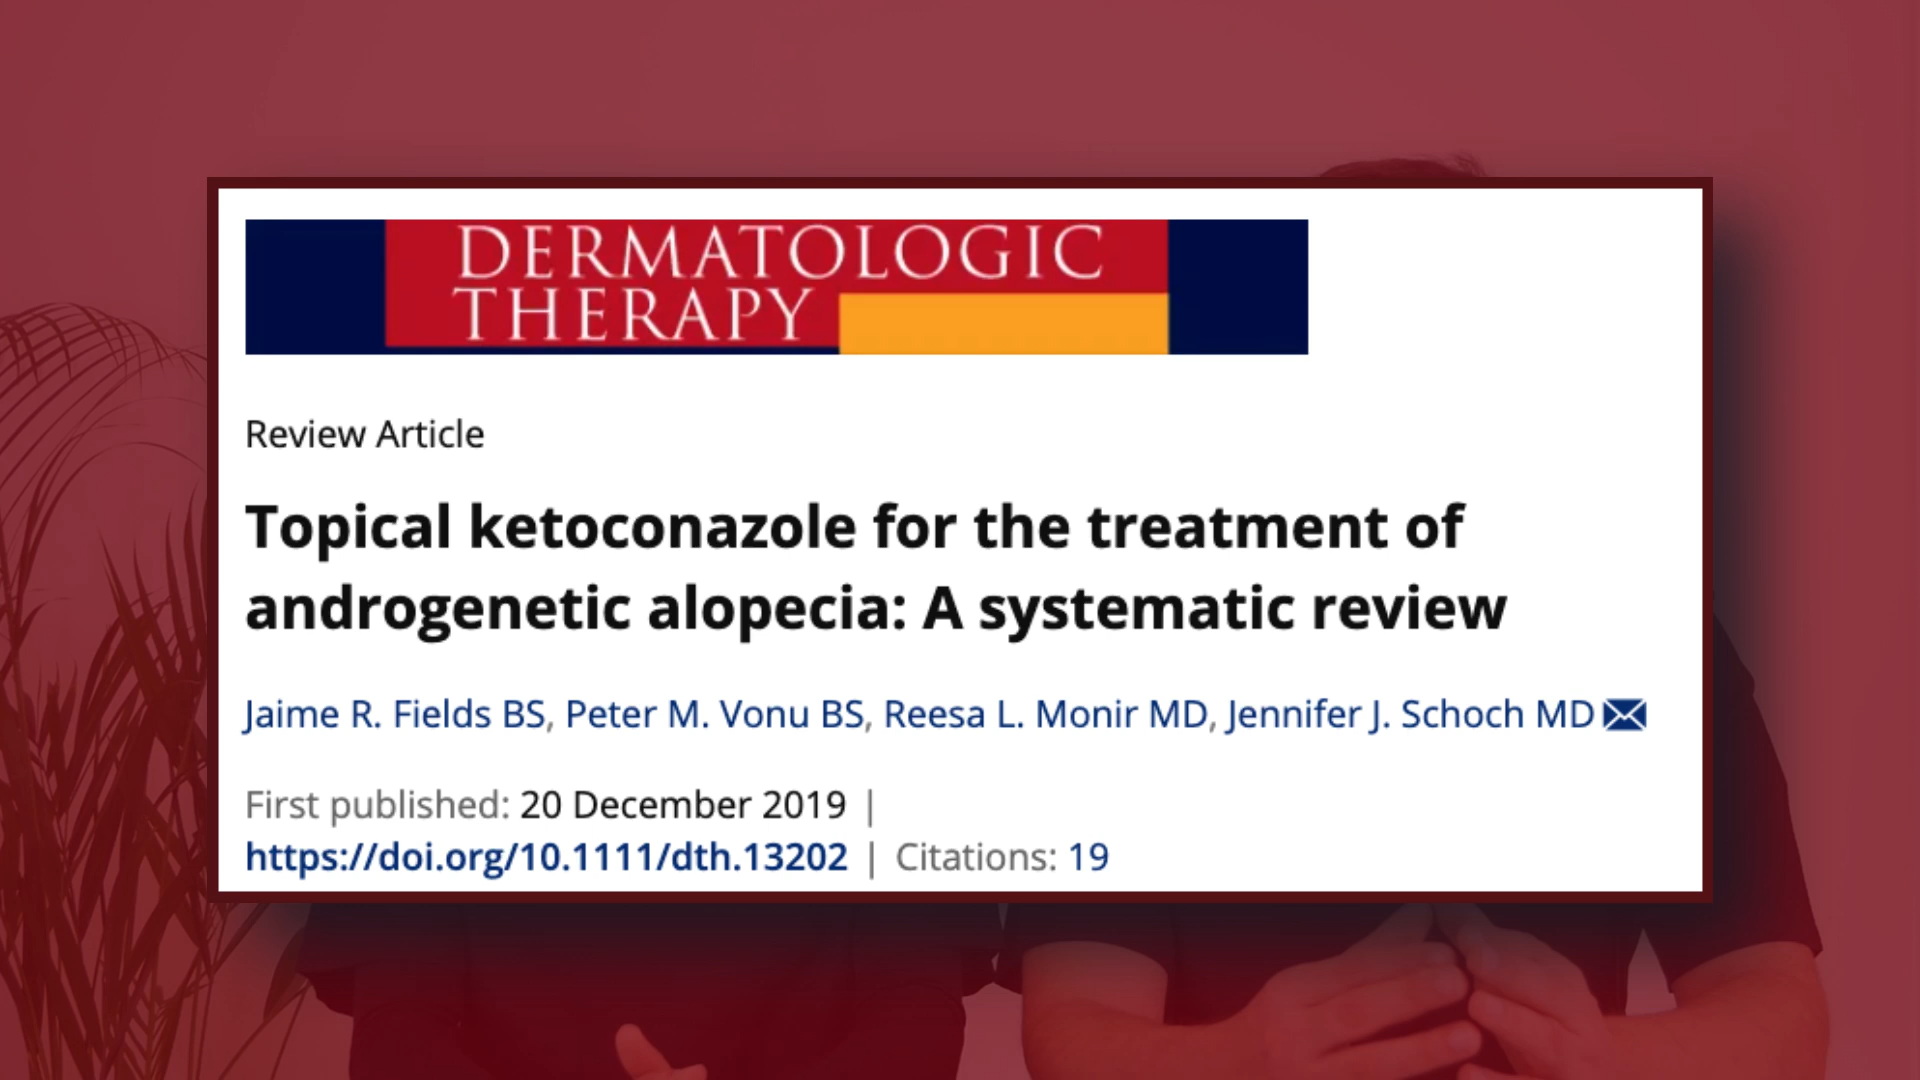 DERMATOLOGIC
THERAPY
Review Article
Topical ketoconazole for the treatment of
androgenetic alopecia: A systematic review
Jaime R. Fields BS, Peter M. Vonu BS, Reesa L. Monir MD, Jennifer J. Schoch MD
First published: 20 December 2019 |
https://doi.org/10.1111/dth.13202 | Citations: 19